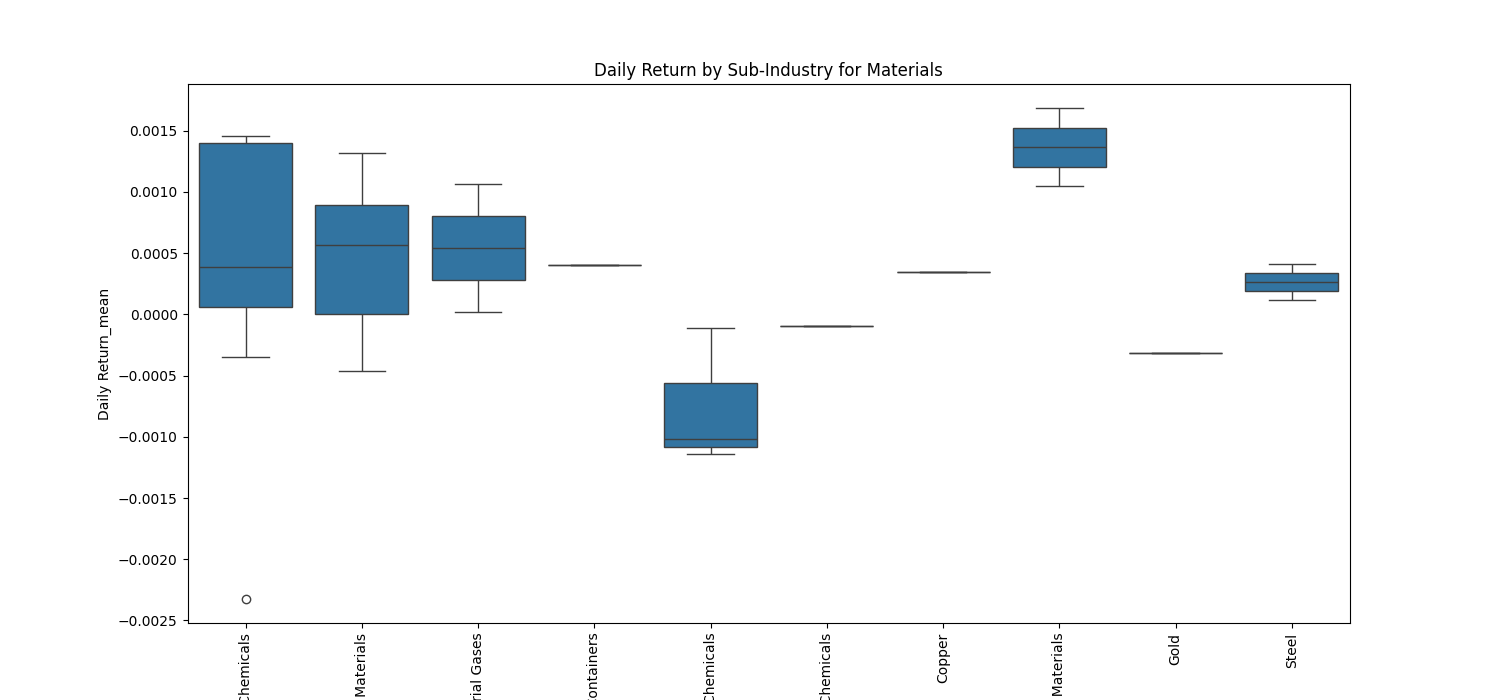 Daily Return by Sub-Industry for Materials
Daily Return_mean
0.0015
0.0010
0.0005
0.0000
−0.0005
−0.0010
−0.0015
−0.0020
−0.0025
Chemicals
Materials
Gases
Chemicals
Chemicals
Copper
Materials
Gold
Steel